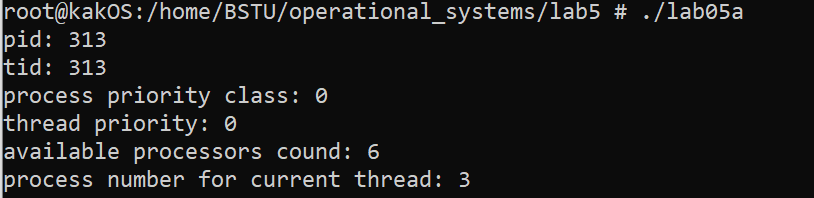 root@kakOS:/home/BSTU/operational_systems/lab5 # ./lab05a
pid: 313
tid: 313
process priority class: 0
thread priority: 0
available processors cound: 6
process number for current thread: 3